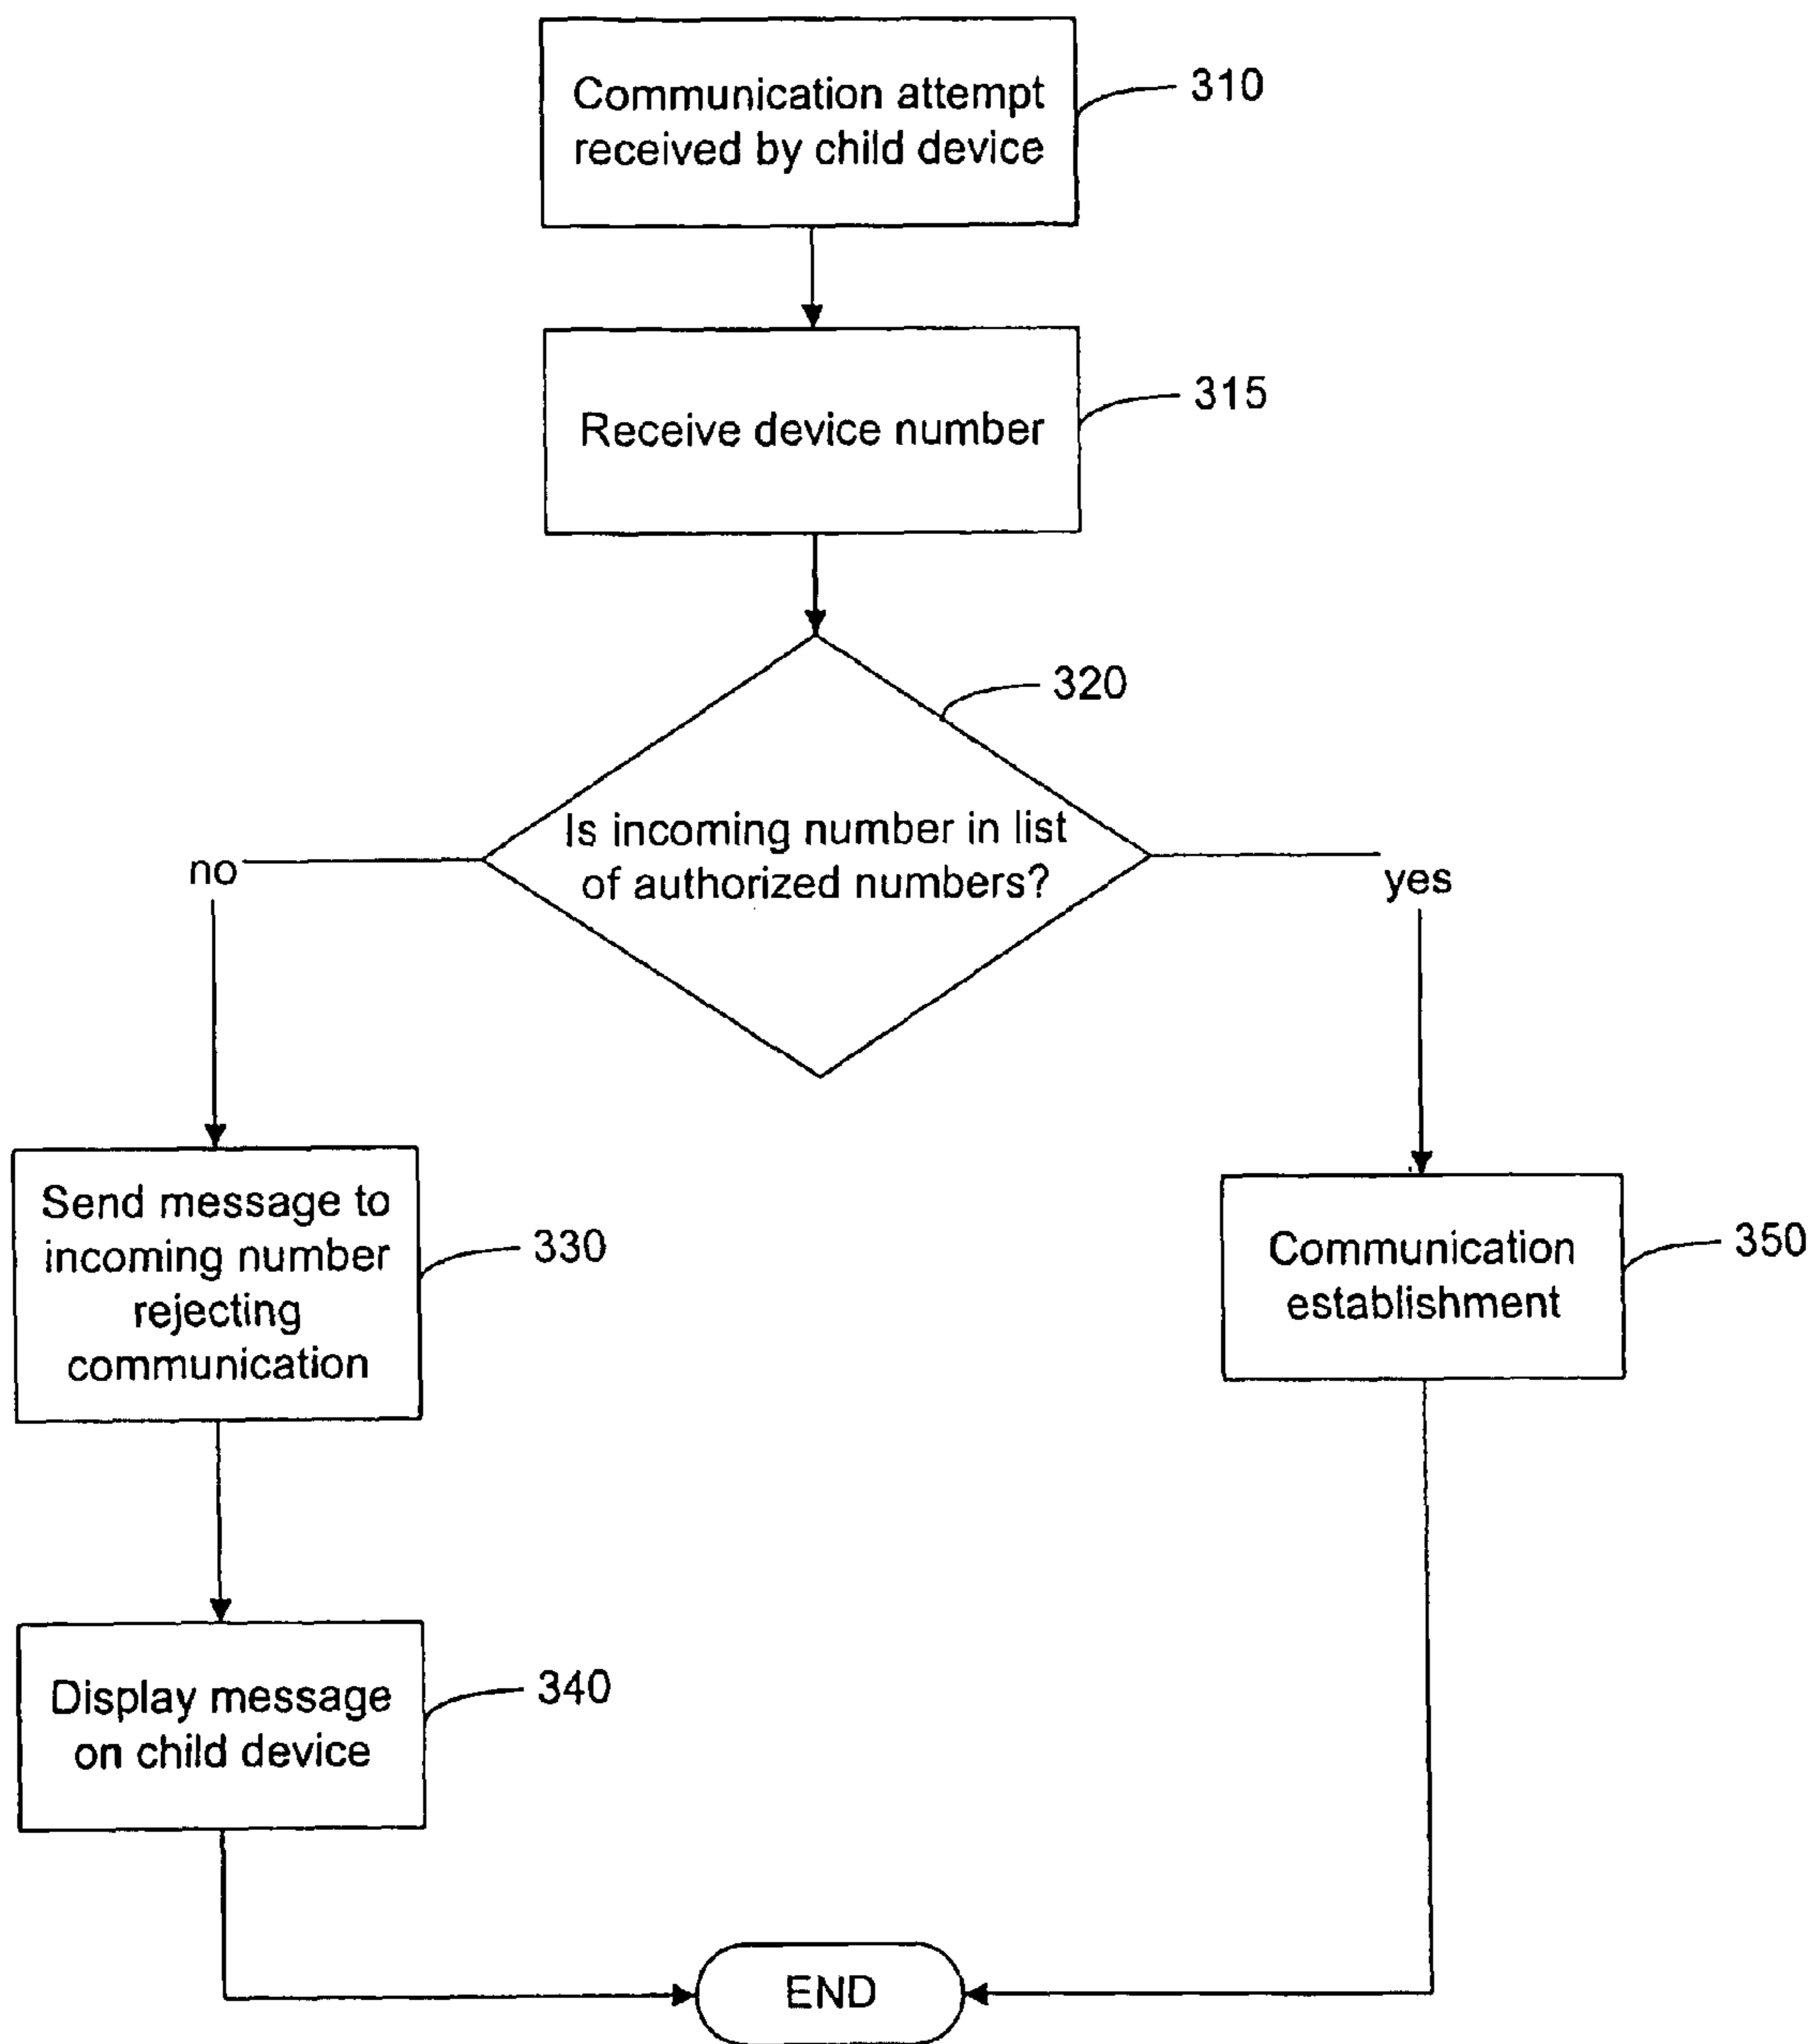 Communication attempt
received by child device
310
Receive device number
315
320
Is incoming number in list
of authorized numbers?
no
yes
Send message to
incoming number
rejecting
communication
330
Communication
establishment
350
Display message
on child device
340
END